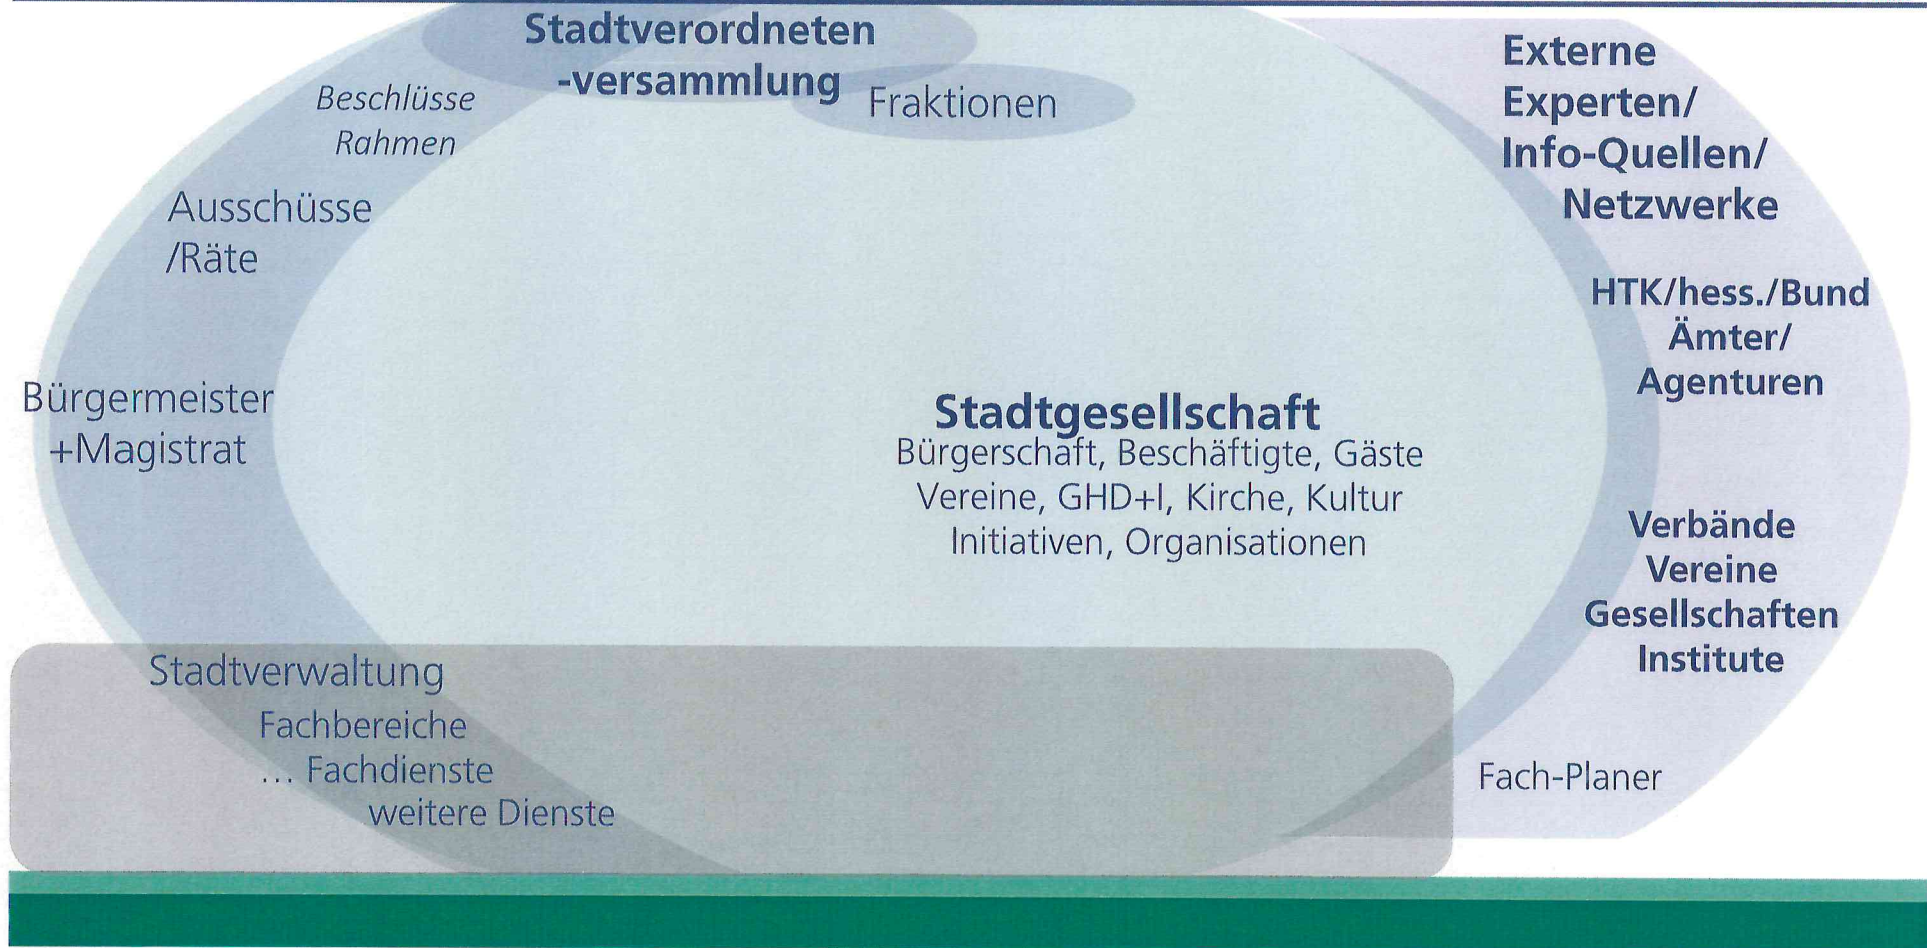 Stadtverordneten
-versammlung
Fraktionen
Beschlüsse
Rahmen
Ausschüsse
/Räte
Bürgermeister
+Magistrat
Stadtgesellschaft
Bürgerschaft, Beschäftigte, Gäste
Vereine, GHD+I, Kirche, Kultur
Initiativen, Organisationen
Stadtverwaltung
Fachbereiche
... Fachdienste
weitere Dienste
Externe
Experten/
Info-Quellen/
Netzwerke
HTK/hess./Bund
Ämter/
Agenturen
Verbände
Vereine
Gesellschaften
Institute
Fach-Planer